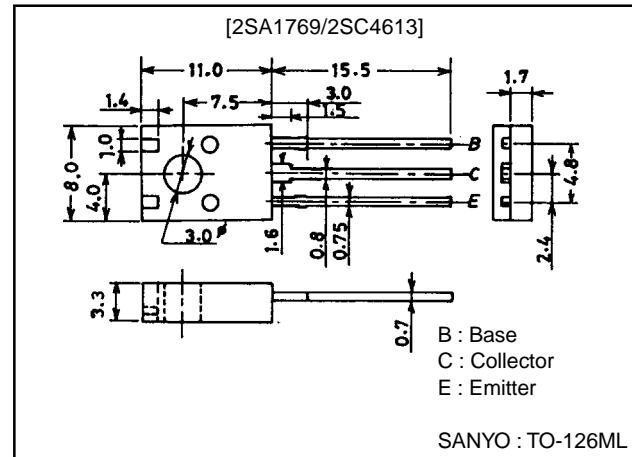 [2SA1769/2SC4613]
11.0
15.5
1.7
1.4
7.5
3.0
1.5
1.0
8.0
4.0
B
C
E
4.8
2.4
3.0 ø
1.6
0.8
0.75
3.3
0.7
B : Base
C : Collector
E : Emitter
SANYO : TO-126ML